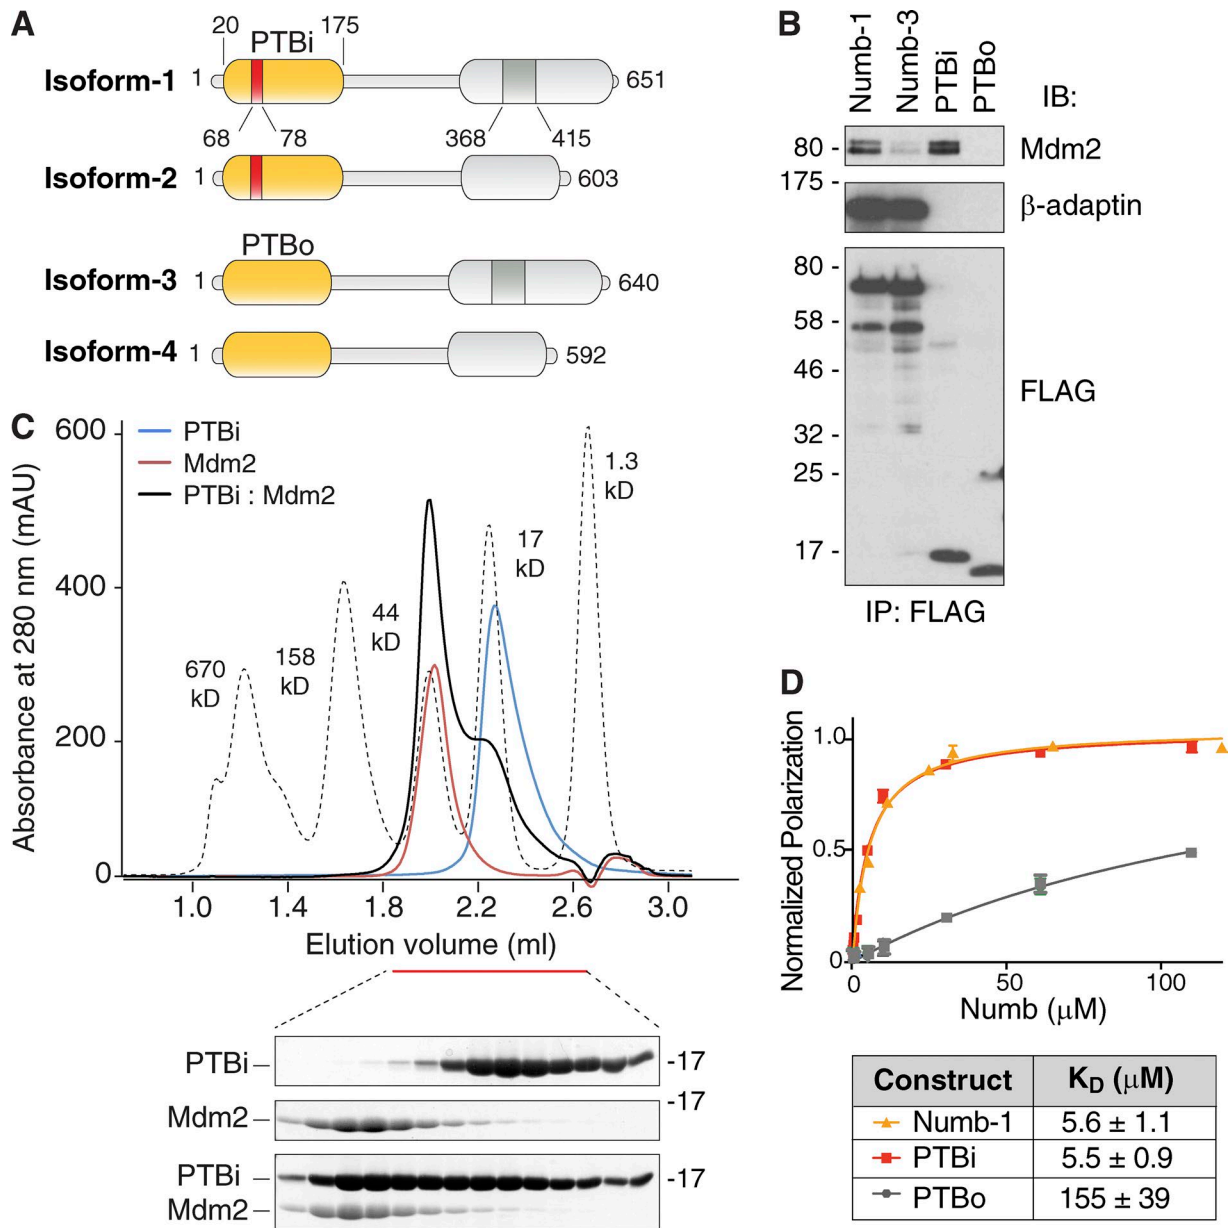 A
20 PTBi 175
Isoform-1 1 651
68 78 368 415
Isoform-2 1 603
PTBo
Isoform-3 1 640
Isoform-4 1 592
B
Numb-1
Numb-3
PTBi
PTBo
IB:
80 - Mdm2
175 -
β-adaptin
80 -
58 -
46 -
FLAG
32 -
25 -
17 -
IP: FLAG
C
PTBi
Mdm2
PTBi : Mdm2
Absorbance at 280 nm (mAU)
600
400
200
0
670
kD
158
kD
44
kD
17
kD
1.3
kD
1.0 1.4 1.8 2.2 2.6 3.0
Elution volume (ml)
PTBi -17
-17
Mdm2
PTBi -17
Mdm2
D
Normalized Polarization
1.0
0.5
0
0 50 100
Numb (μM)
Construct KD (μM)
Numb-1 5.6 ± 1.1
PTBi 5.5 ± 0.9
PTBo 155 ± 39